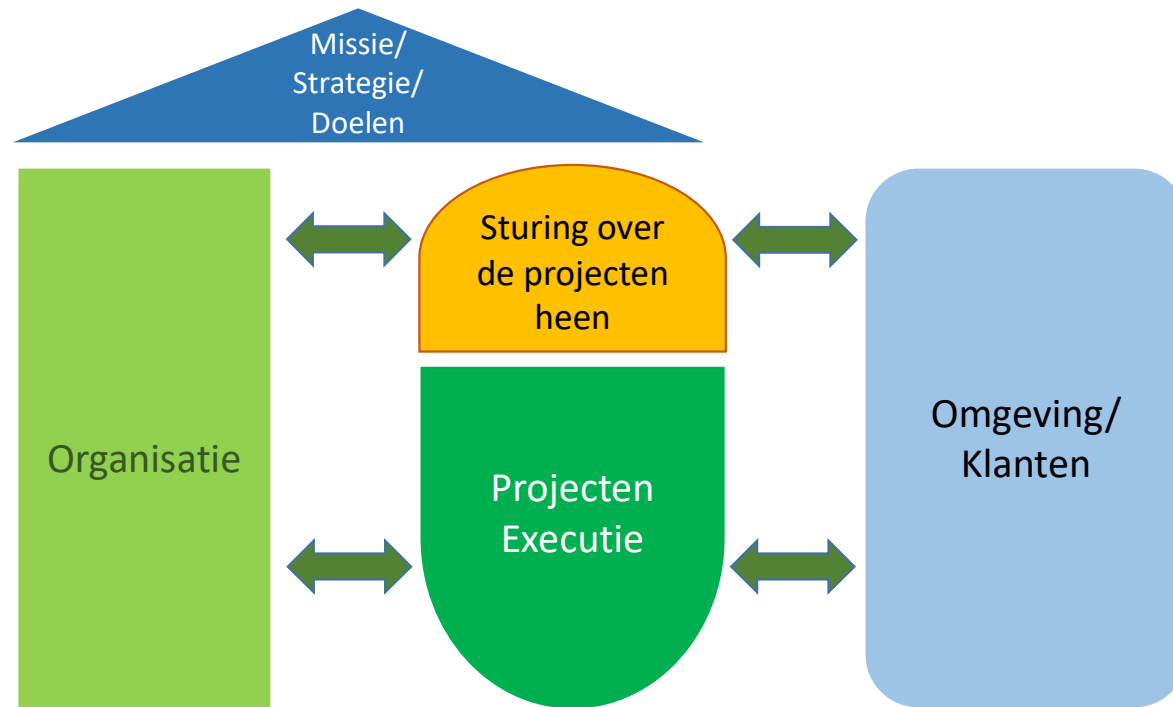 Missie/
Strategie/
Doelen
Sturing over
de projecten
heen
Organisatie
Projecten
Executie
Omgeving/
Klanten